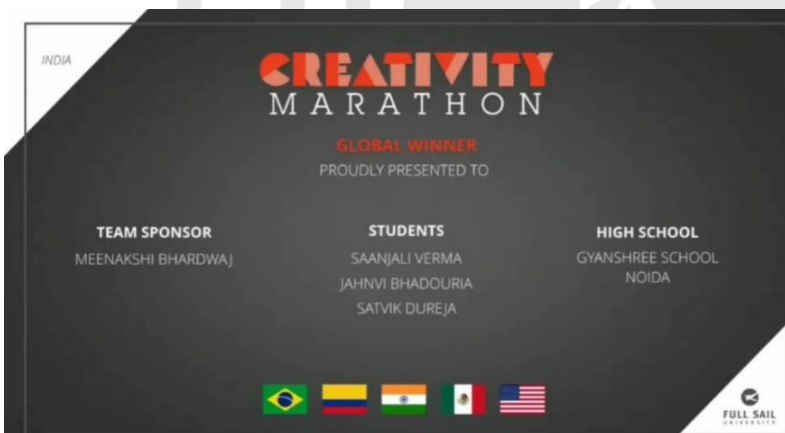 INDIA
CREATIVITY
MARATHON
GLOBAL WINNER
PROUDLY PRESENTED TO
TEAM SPONSOR
MEENAKSHI BHARDWAJ
STUDENTS
SAANJALI VERMA
JAHNVI BHADOURIA
SATVIK DUREJA
HIGH SCHOOL
GYANSHREE SCHOOL
NOIDA
FULL SAIL
UNIVERSITY